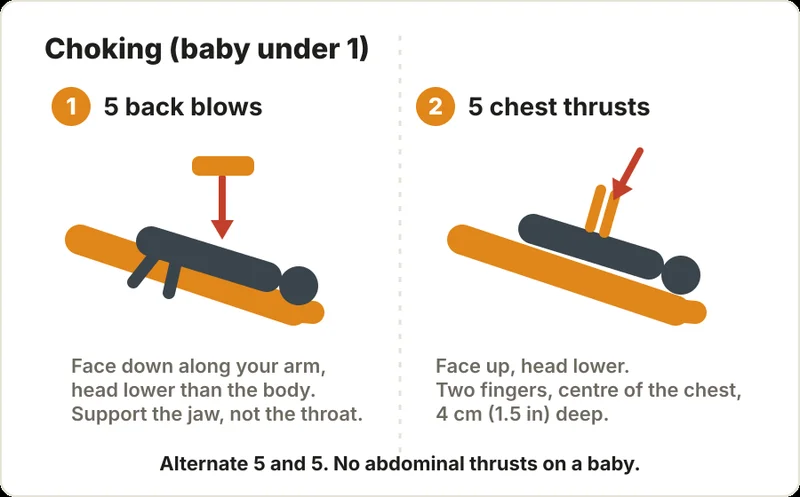 Choking (baby under 1)
1 5 back blows
2 5 chest thrusts
Face down along your arm,
head lower than the body.
Support the jaw, not the throat.
Face up, head lower.
Two fingers, centre of the chest,
4 cm (1.5 in) deep.
Alternate 5 and 5. No abdominal thrusts on a baby.